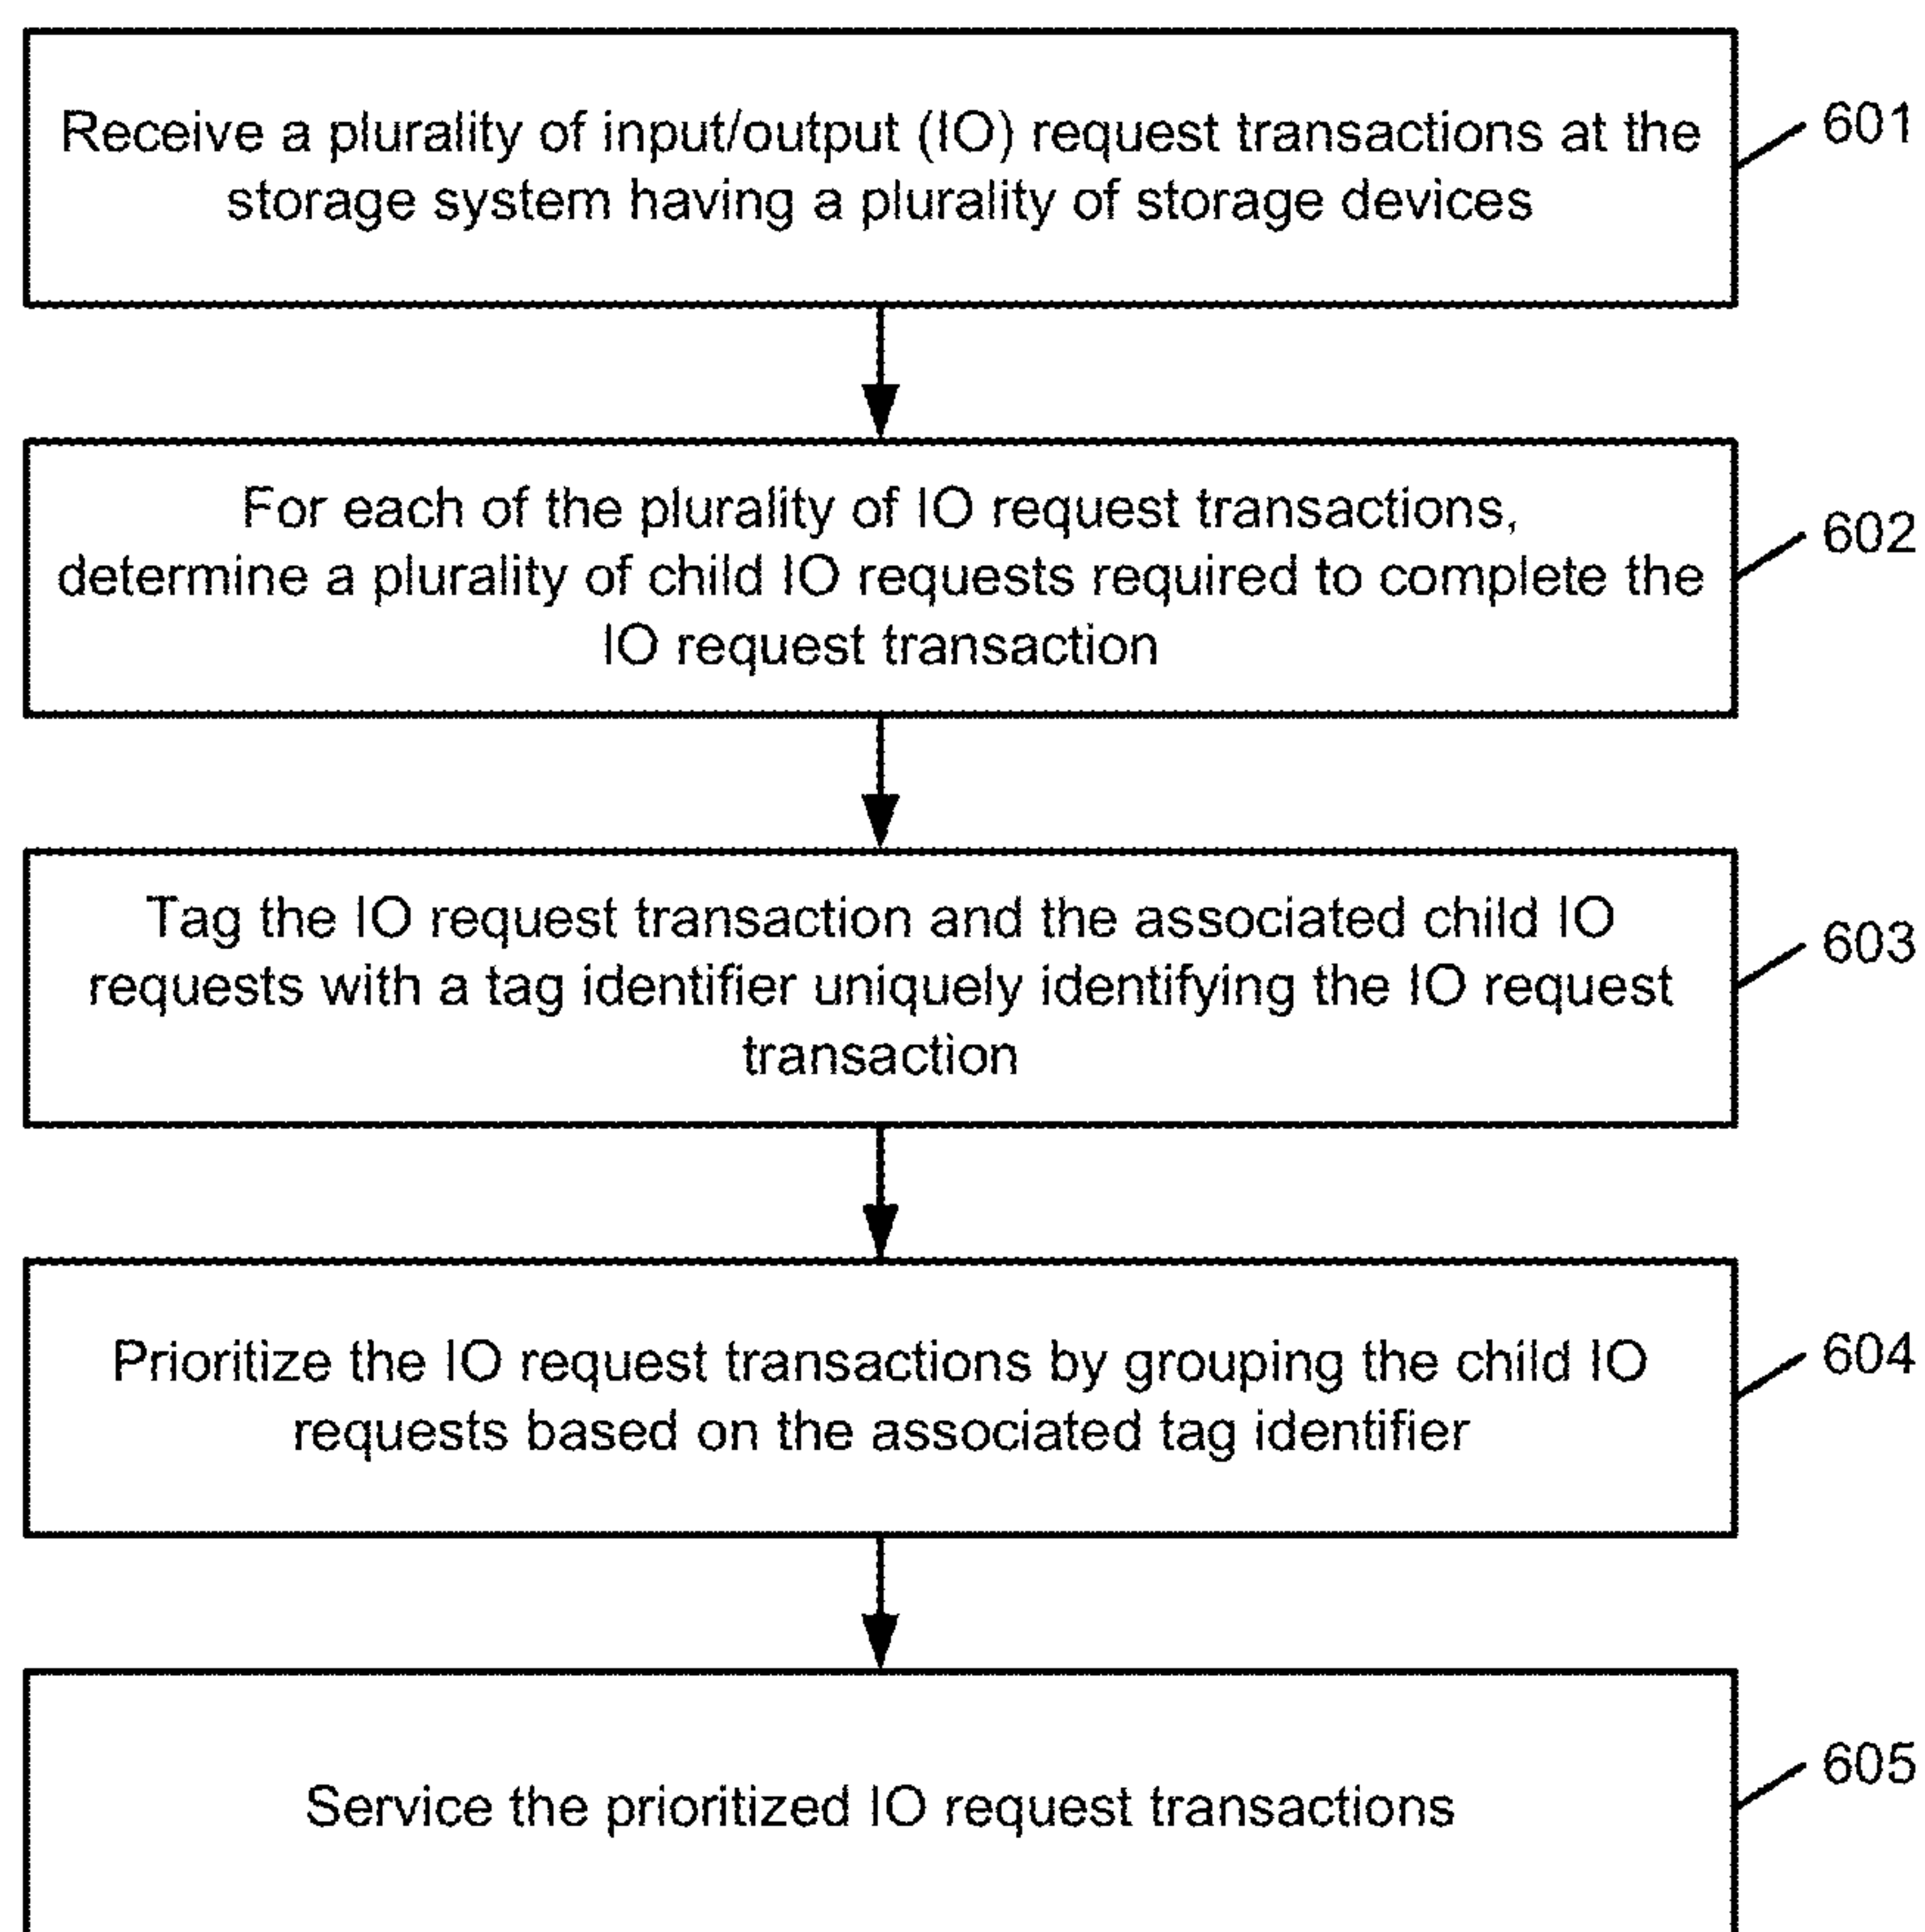 Receive a plurality of input/output (IO) request transactions at the
storage system having a plurality of storage devices
601
For each of the plurality of IO request transactions,
determine a plurality of child IO requests required to complete the
IO request transaction
602
Tag the IO request transaction and the associated child IO
requests with a tag identifier uniquely identifying the IO request
transaction
603
Prioritize the IO request transactions by grouping the child IO
requests based on the associated tag identifier
604
Service the prioritized IO request transactions
605